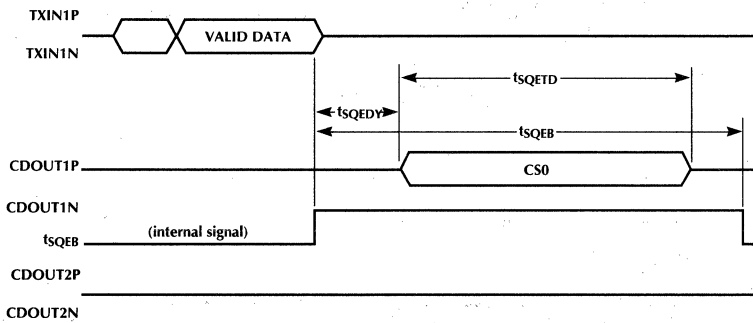 TXIN1P
VALID DATA
TXIN1N
tSQETD
tSQEDY
tSQEB
CDOUT1P
CS0
CDOUT1N
(internal signal)
tSQEB
CDOUT2P
CDOUT2N